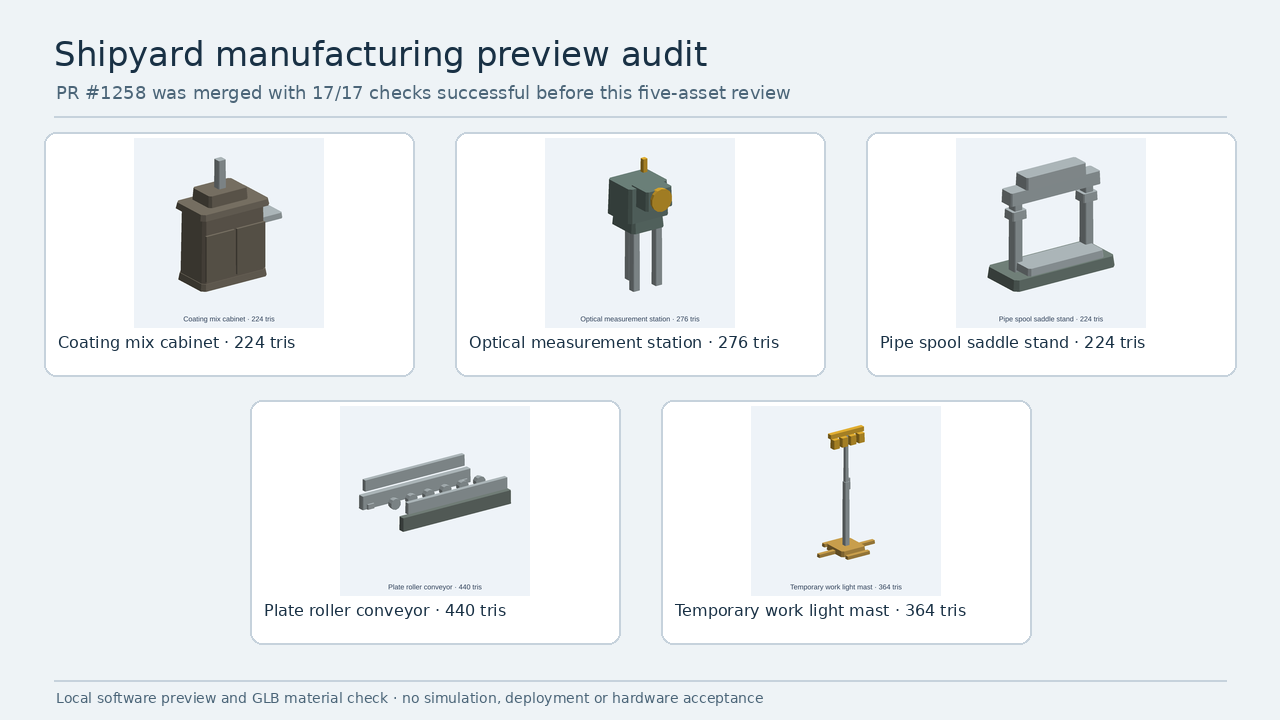 Shipyard manufacturing preview audit
PR #1258 was merged with 17/17 checks successful before this five-asset review
Coating mix cabinet · 224 tris
Coating mix cabinet · 224 tris
Optical measurement station · 276 tris
Optical measurement station · 276 tris
Pipe spool saddle stand · 224 tris
Pipe spool saddle stand · 224 tris
Plate roller conveyor · 440 tris
Plate roller conveyor · 440 tris
Temporary work light mast · 364 tris
Temporary work light mast · 364 tris
Local software preview and GLB material check · no simulation, deployment or hardware acceptance